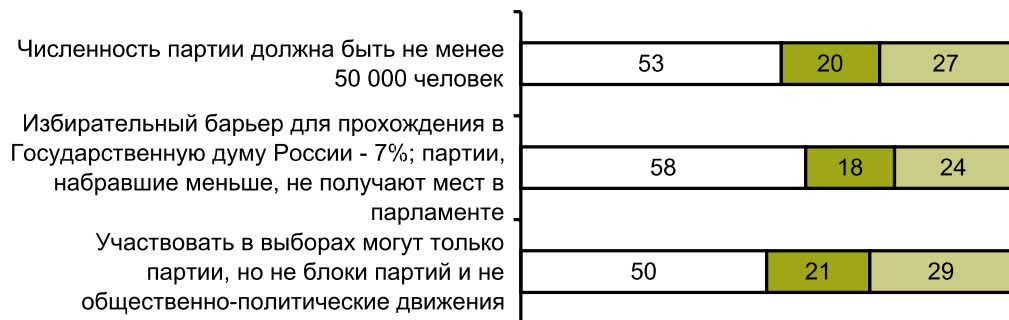 Численность партии должна быть не менее
50 000 человек
53 20 27
Избирательный барьер для прохождения в
Государственную думу России - 7%; партии,
набравшие меньше, не получают мест в
парламенте
58 18 24
Участвовать в выборах могут только
партии, но не блоки партий и не
общественно-политические движения
50 21 29